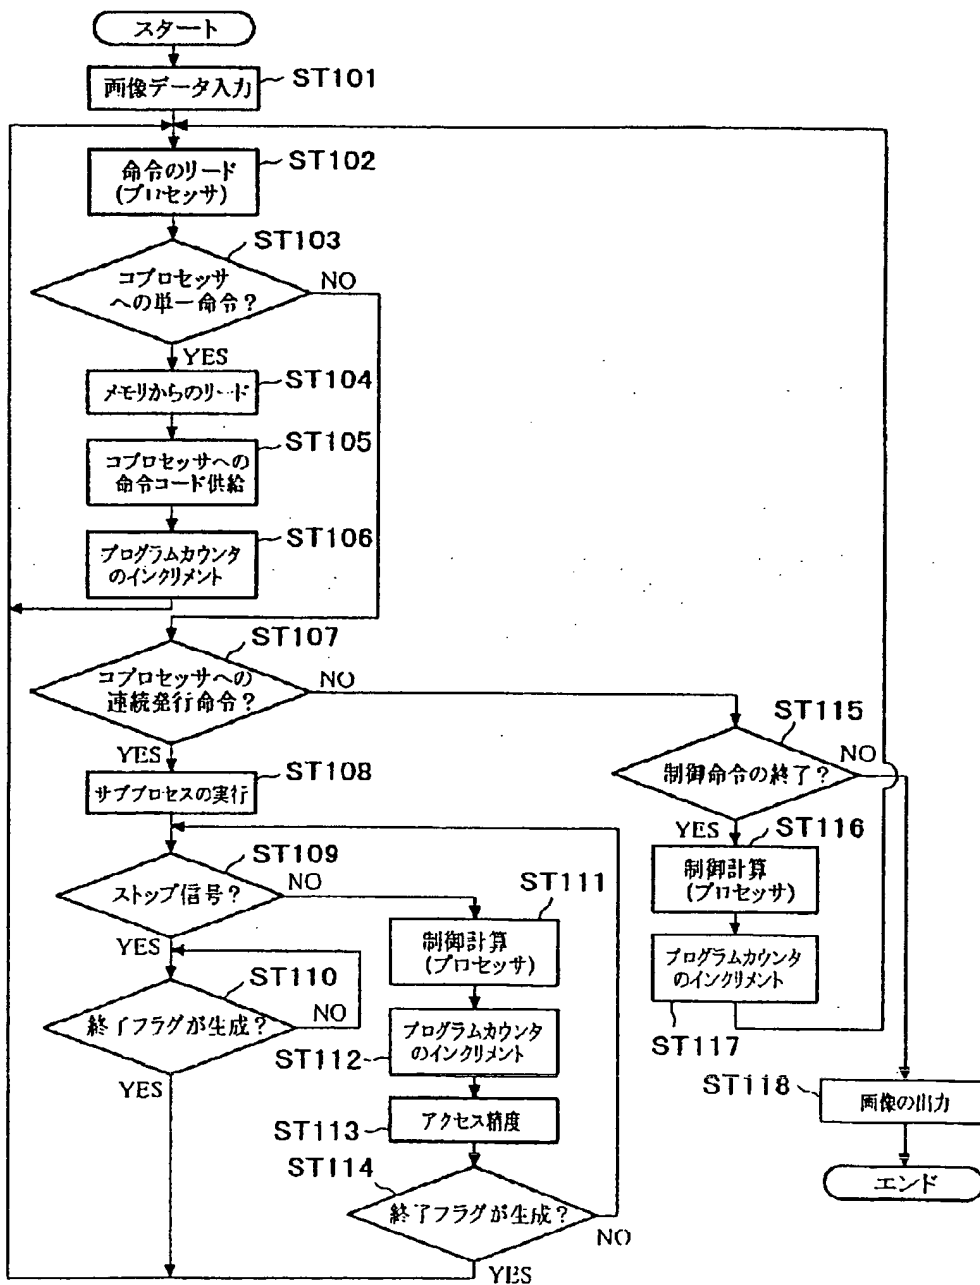 スタート
画像データ入力
ST101
命令のリード
(プロセッサ)
ST102
ST103
コプロセッサ
への単一命令?
NO
YES
メモリからのリード
ST104
コプロセッサへの
命令コード供給
ST105
プログラムカウンタ
のインクリメント
ST106
ST107
コプロセッサへの
連続発行命令?
NO
YES
サブプロセスの実行
ST108
ST109
ストップ信号?
NO
YES
ST110
終了フラグが生成?
NO
YES
ST111
制御計算
(プロセッサ)
ST112
プログラムカウンタ
のインクリメント
ST113
アクセス精度
ST114
終了フラグが生成?
NO
YES
ST115
制御命令の終了?
NO
YES
ST116
制御計算
(プロセッサ)
プログラムカウンタ
のインクリメント
ST117
ST118
画像の出力
エンド